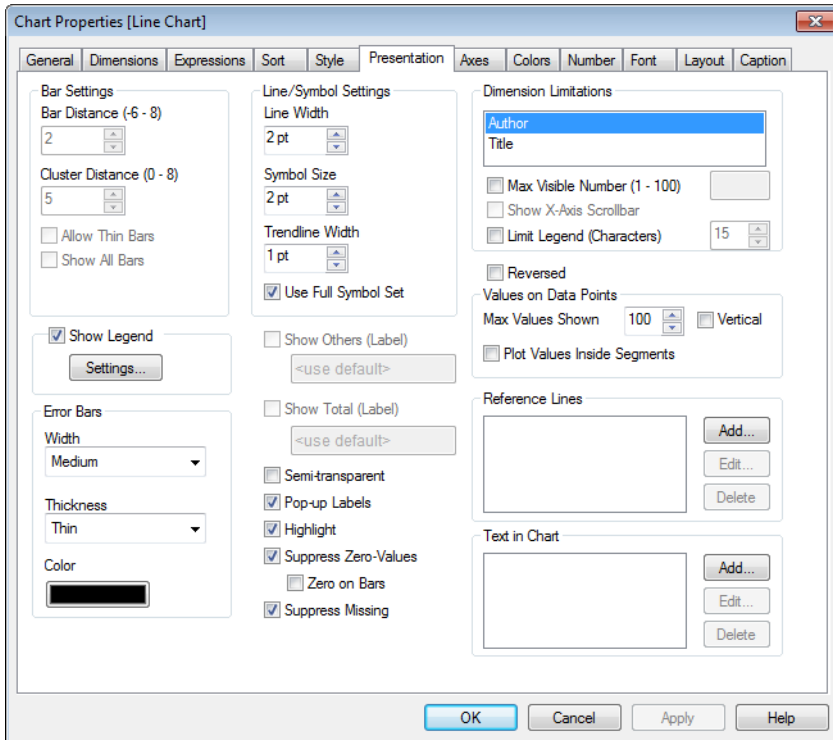 Chart Properties [Line Chart]
General Dimensions Expressions Sort Style Presentation Axes Colors Number Font Layout Caption
Bar Settings
Bar Distance (-6 - 8)
2
Cluster Distance (0 - 8)
5
Allow Thin Bars
Show All Bars
Show Legend
Settings...
Error Bars
Width
Medium
Thickness
Thin
Color
Line/Symbol Settings
Line Width
2 pt
Symbol Size
2 pt
Trendline Width
1 pt
Use Full Symbol Set
Show Others (Label)
<use default>
Show Total (Label)
<use default>
Semi-transparent
Pop-up Labels
Highlight
Suppress Zero-Values
Zero on Bars
Suppress Missing
Dimension Limitations
Author
Title
Max Visible Number (1 - 100)
Show X-Axis Scrollbar
Limit Legend (Characters) 15
Reversed
Values on Data Points
Max Values Shown 100 Vertical
Plot Values Inside Segments
Reference Lines
Add...
Edit...
Delete
Text in Chart
Add...
Edit...
Delete
OK Cancel Apply Help